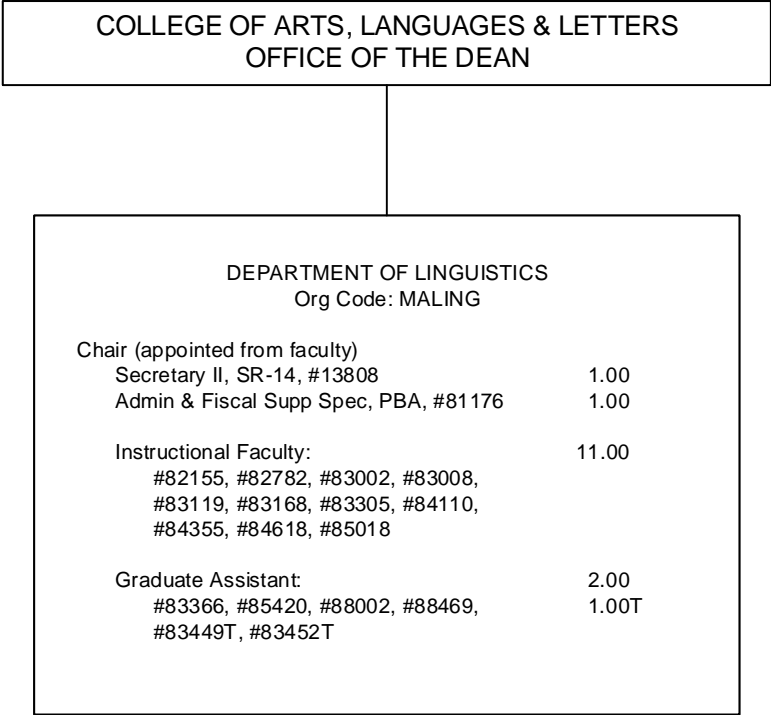 COLLEGE OF ARTS, LANGUAGES & LETTERS
OFFICE OF THE DEAN
DEPARTMENT OF LINGUISTICS
Org Code: MALING
Chair (appointed from faculty)
Secretary II, SR-14, #13808 1.00
Admin & Fiscal Supp Spec, PBA, #81176 1.00
Instructional Faculty: 11.00
#82155, #82782, #83002, #83008,
#83119, #83168, #83305, #84110,
#84355, #84618, #85018
Graduate Assistant: 2.00
#83366, #85420, #88002, #88469, 1.00T
#83449T, #83452T